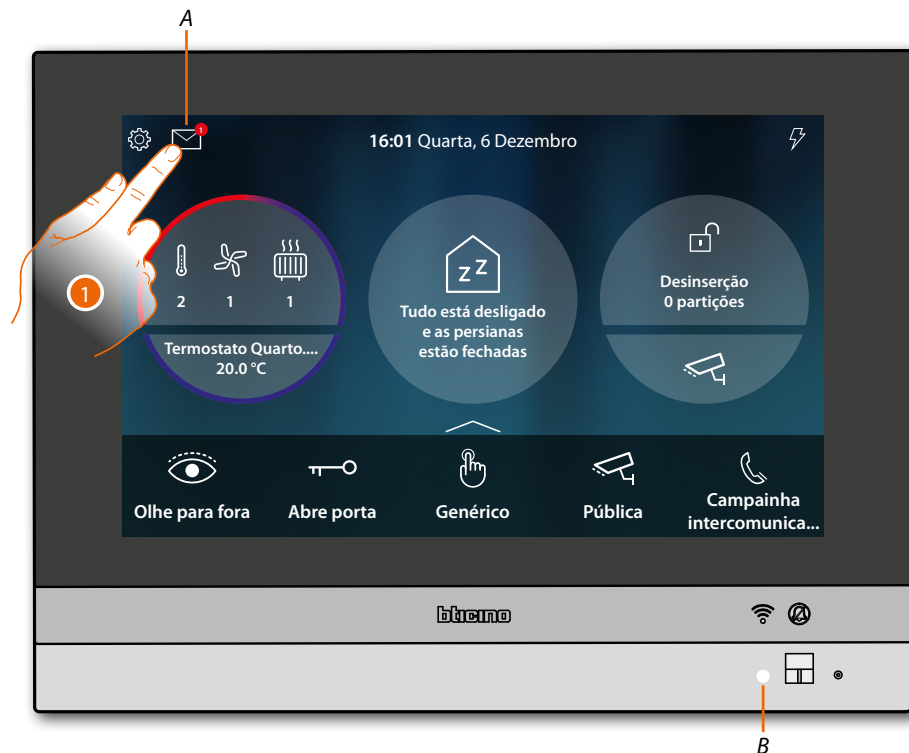 A
1
16:01 Quarta, 6 Dezembro
1
2
1
1
Termostato Quarto....
20.0 °C
zZ
Tudo está desligado
e as persianas
estão fechadas
Desinserção
0 partições
Olhe para fora
Abre porta
Genérico
Pública
Campainha
intercomunica...
bticino
B